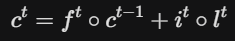 c^t = f^t ∘ c^{t-1} + i^t ∘ l^t